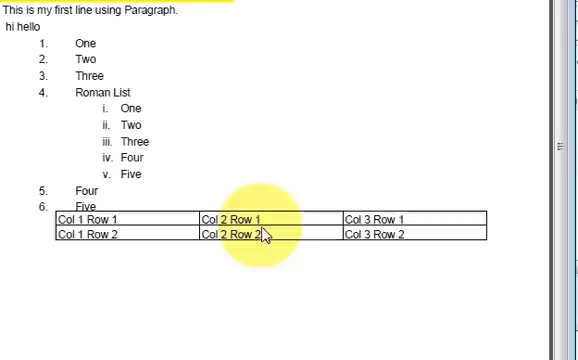 This is my first line using Paragraph.
hi hello
1. One
2. Two
3. Three
4. Roman List
i. One
ii. Two
iii. Three
iv. Four
v. Five
5. Four
6. Five
Col 1 Row 1 Col 2 Row 1 Col 3 Row 1
Col 1 Row 2 Col 2 Row 2 Col 3 Row 2